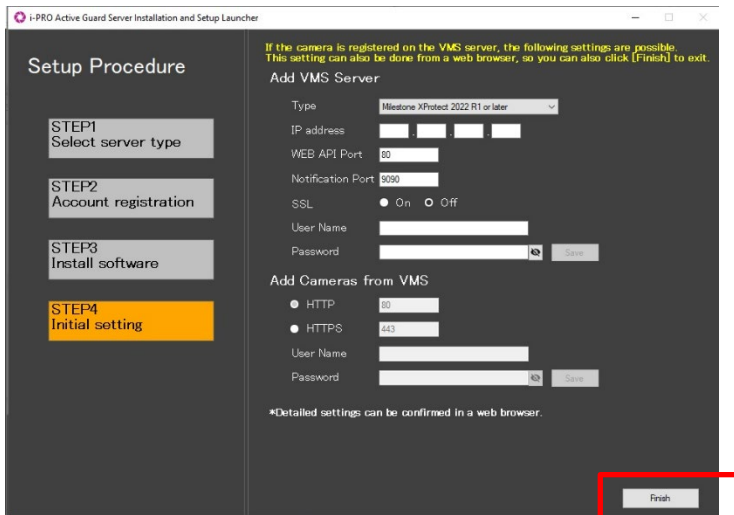 i-PRO Active Guard Server Installation and Setup Launcher
Setup Procedure
STEP1
Select server type
STEP2
Account registration
STEP3
Install software
STEP4
Initial setting
If the camera is registered on the VMS server, the following settings are possible.
This setting can also be done from a web browser, so you can also click [Finish] to exit.
Add VMS Server
Type Milestone XProtect 2022 R1 or later
IP address . . .
WEB API Port 80
Notification Port 9090
SSL On Off
User Name
Password Save
Add Cameras from VMS
HTTP 80
HTTPS 443
User Name
Password Save
*Detailed settings can be confirmed in a web browser.
Finish